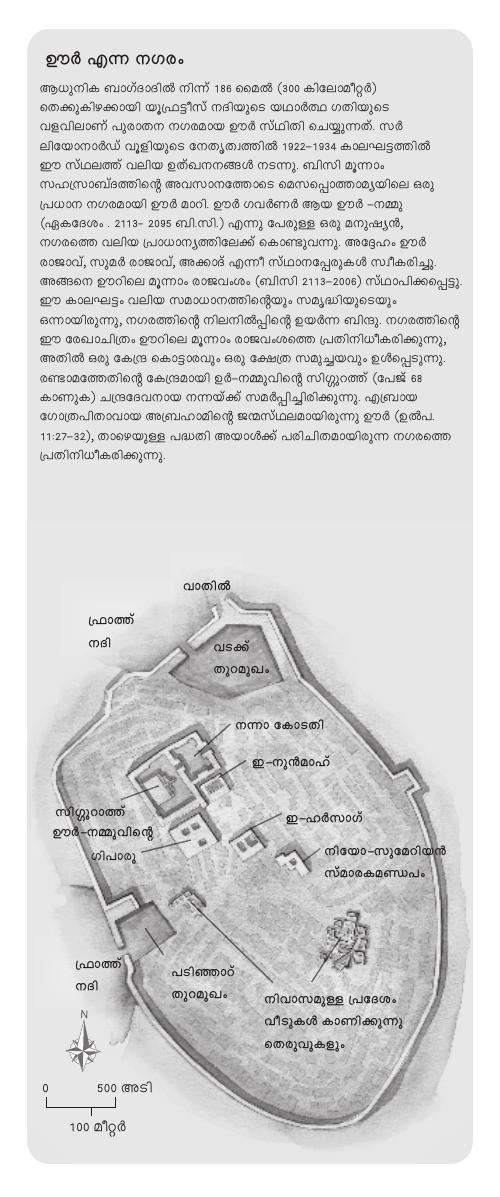 ഊർ എന്ന നഗരം
ആധുനിക ബാഗ്ദാദിൽ നിന്ന് 186 മൈൽ (300 കിലോമീറ്റർ)
തെക്കുകിഴക്കായി യൂഫ്രട്ടീസ് നദിയുടെ യഥാർത്ഥ ഗതിയുടെ
വളവിലാണ് പുരാതന നഗരമായ ഊർ സ്ഥിതി ചെയ്യുന്നത്. സർ
ലിയോനാർഡ് വൂളിയുടെ നേതൃത്വത്തിൽ 1922–1934 കാലഘട്ടത്തിൽ
ഈ സ്ഥലത്ത് വലിയ ഉത്ഖനനങ്ങൾ നടന്നു. ബിസി മൂന്നാം
സഹസ്രാബ്ദത്തിന്റെ അവസാനത്തോടെ മെസപ്പൊത്താമ്യയിലെ ഒരു
പ്രധാന നഗരമായി ഊർ മാറി. ഊർ ഗവർണർ ആയ ഊർ –നമ്മു
(ഏകദേശം . 2113– 2095 ബി.സി.) എന്നു പേരുള്ള ഒരു മനുഷ്യൻ,
നഗരത്തെ വലിയ പ്രാധാന്യത്തിലേക്ക് കൊണ്ടുവന്നു. അദ്ദേഹം ഊർ
രാജാവ്, സുമർ രാജാവ്, അക്കാദ് എന്നീ സ്ഥാനപ്പേരുകൾ സ്വീകരിച്ചു.
അങ്ങനെ ഊറിലെ മൂന്നാം രാജവംശം (ബിസി 2113–2006) സ്ഥാപിക്കപ്പെട്ടു.
ഈ കാലഘട്ടം വലിയ സമാധാനത്തിന്റെയും സമൃദ്ധിയുടെയും
ഒന്നായിരുന്നു, നഗരത്തിന്റെ നിലനിൽപ്പിന്റെ ഉയർന്ന ബിന്ദു. നഗരത്തിന്റെ
ഈ രേഖാചിത്രം ഊറിലെ മൂന്നാം രാജവംശത്തെ പ്രതിനിധീകരിക്കുന്നു,
അതിൽ ഒരു കേന്ദ്ര കൊട്ടാരവും ഒരു ക്ഷേത്ര സമുച്ചയവും ഉൾപ്പെടുന്നു.
രണ്ടാമത്തേതിന്റെ കേന്ദ്രമായി ഉർ–നമ്മുവിന്റെ സിഗ്ഗുറത്ത് (പേജ് 68
കാണുക) ചന്ദ്രദേവനായ നന്നയ്ക്ക് സമർപ്പിച്ചിരിക്കുന്നു. എബ്രായ
ഗോത്രപിതാവായ അബ്രഹാമിന്റെ ജന്മസ്ഥലമായിരുന്നു ഊർ (ഉൽപ.
11:27–32), താഴെയുള്ള പദ്ധതി അയാൾക്ക് പരിചിതമായിരുന്ന നഗരത്തെ
പ്രതിനിധീകരിക്കുന്നു.
വാതിൽ
ഫ്രാത്ത്
നദി
വടക്ക്
തുറമുഖം
നന്നാ കോടതി
ഇ–നുൻമാഹ്
സിഗ്ഗുറാത്ത്
ഊർ–നമ്മുവിന്റെ
ഗിപാരൂ
ഇ–ഹർസാഗ്
നിയോ–സുമേറിയൻ
സ്മാരകമണ്ഡപം
ഫ്രാത്ത്
നദി
പടിഞ്ഞാറ്
തുറമുഖം
നിവാസമുള്ള പ്രദേശം
വീടുകൾ കാണിക്കുന്നു
തെരുവുകളും
N
0 500 അടി
100 മീറ്റർ